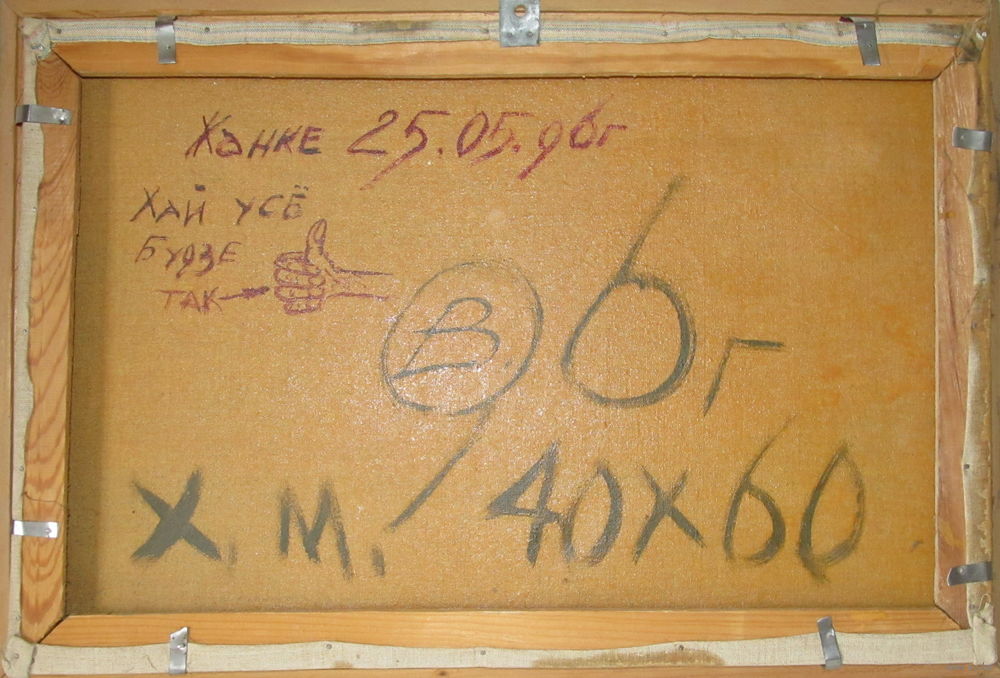 Жанке 25.05.96г
ХАЙ УСЁ
БУДЗЕ
ТАК
В.
96г
Х. М. 40х60